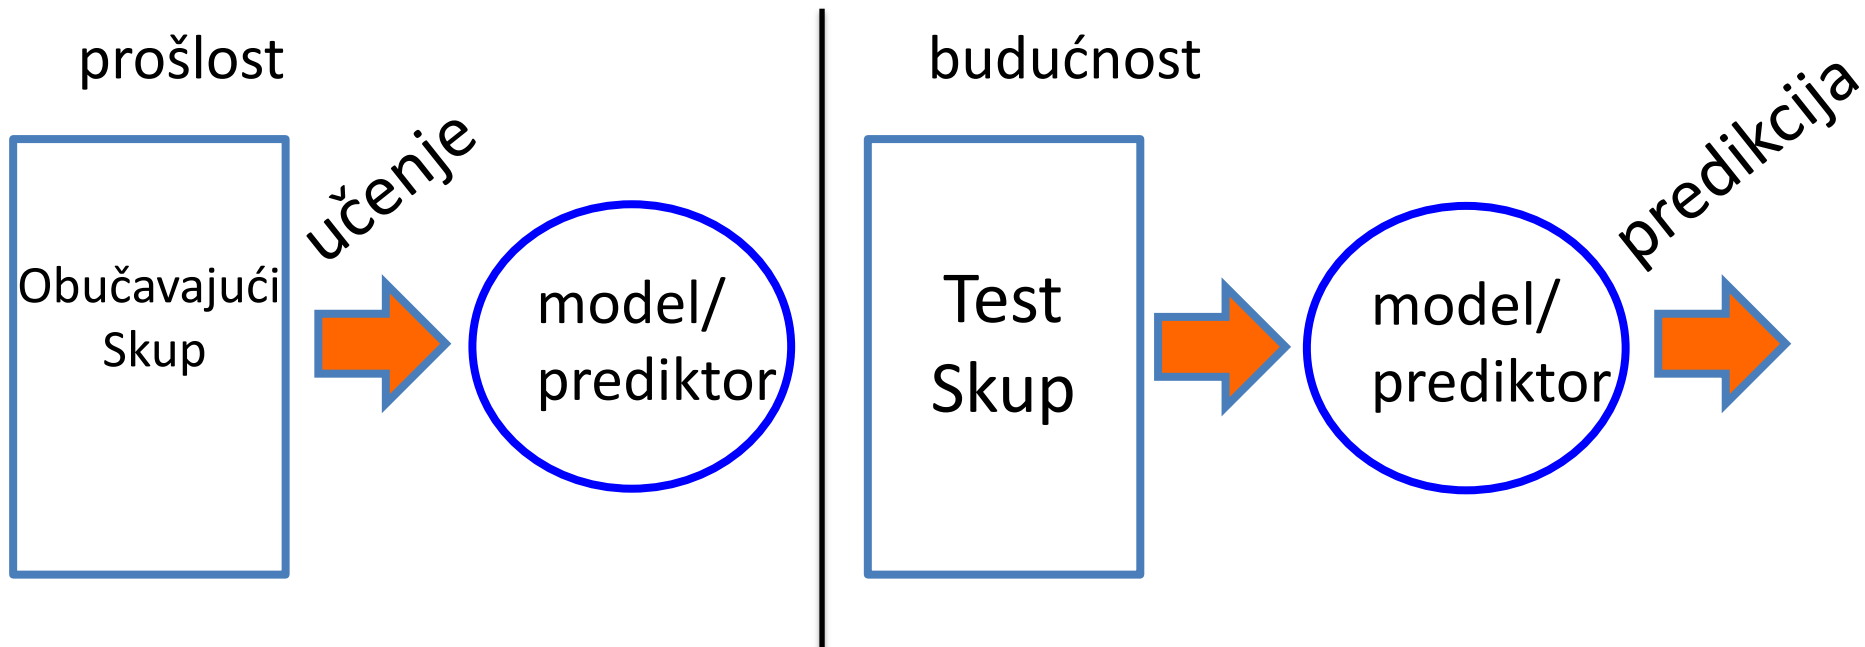 prošlost
učenje
Obučavajući
Skup
model/
prediktor
budućnost
Test
Skup
model/
prediktor
predikcija